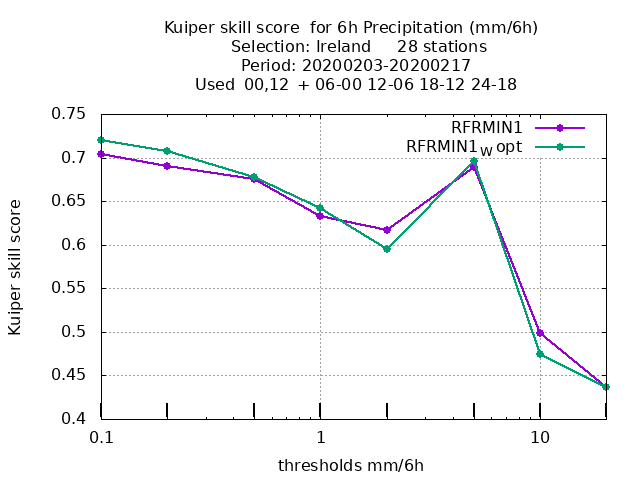 Kuiper skill score  for 6h Precipitation (mm/6h)
Selection: Ireland     28 stations
Period: 20200203-20200217
Used  00,12  + 06-00 12-06 18-12 24-18
RFRMIN1
RFRMIN1w opt
0.75
0.7
0.65
0.6
0.55
0.5
0.45
0.4
Kuiper skill score
0.1
1
10
thresholds mm/6h